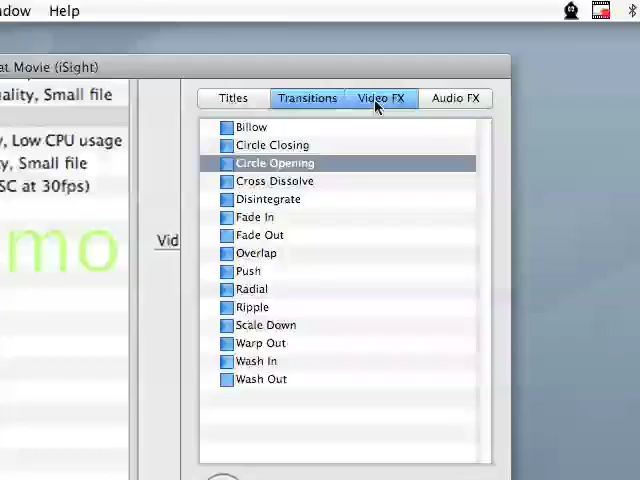 ndow Help
at Movie (iSight)
ality, Small file
, Low CPU usage
y, Small file
SC at 30fps)
mo
Vid
Titles Transitions Video FX Audio FX
Billow
Circle Closing
Circle Opening
Cross Dissolve
Disintegrate
Fade In
Fade Out
Overlap
Push
Radial
Ripple
Scale Down
Warp Out
Wash In
Wash Out